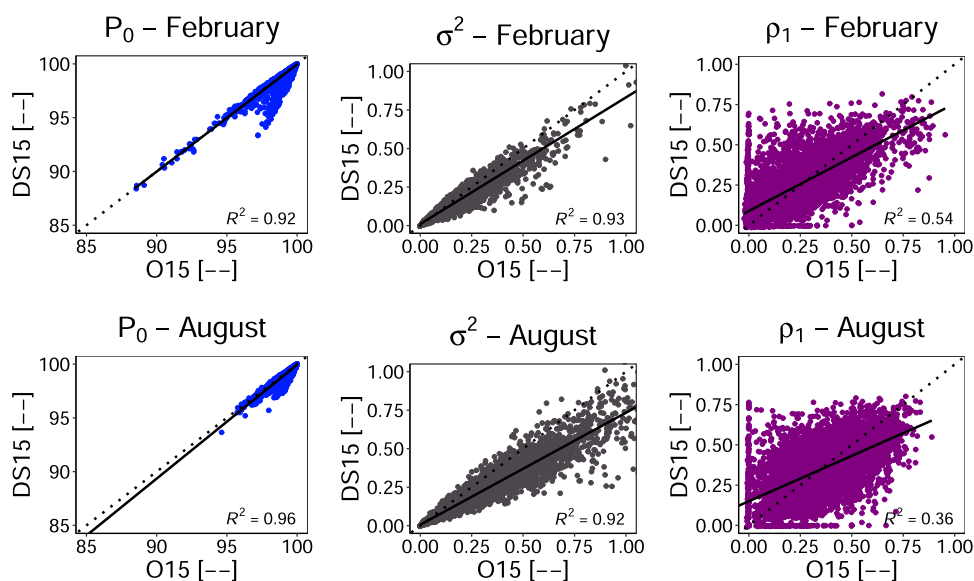 P₀ – February
σ² – February
ρ₁ – February
DS15 [−−]
100
95
90
85
R² = 0.92
85
90
95
100
O15 [−−]
DS15 [−−]
1.00
0.75
0.50
0.25
0.00
R² = 0.93
0.00
0.25
0.50
0.75
1.00
O15 [−−]
DS15 [−−]
1.00
0.75
0.50
0.25
0.00
R² = 0.54
0.00
0.25
0.50
0.75
1.00
O15 [−−]
P₀ – August
σ² – August
ρ₁ – August
DS15 [−−]
100
95
90
85
R² = 0.96
85
90
95
100
O15 [−−]
DS15 [−−]
1.00
0.75
0.50
0.25
0.00
R² = 0.92
0.00
0.25
0.50
0.75
1.00
O15 [−−]
DS15 [−−]
1.00
0.75
0.50
0.25
0.00
R² = 0.36
0.00
0.25
0.50
0.75
1.00
O15 [−−]